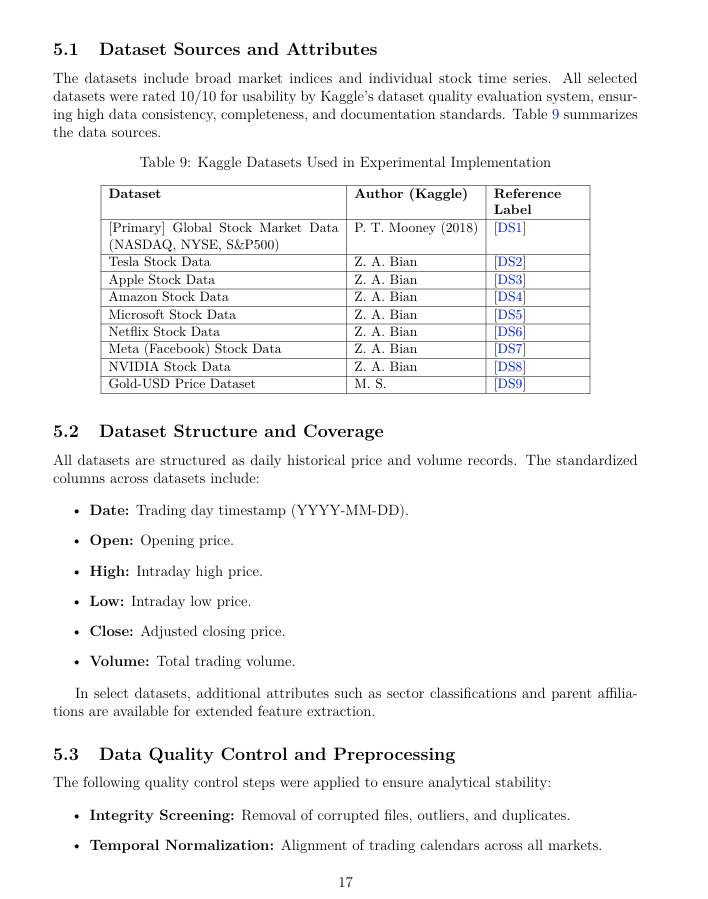 5.1 Dataset Sources and Attributes
The datasets include broad market indices and individual stock time series. All selected
datasets were rated 10/10 for usability by Kaggle's dataset quality evaluation system, ensur-
ing high data consistency, completeness, and documentation standards. Table 9 summarizes
the data sources.
Table 9: Kaggle Datasets Used in Experimental Implementation
Dataset Author (Kaggle) Reference
Label
[Primary] Global Stock Market Data P. T. Mooney (2018) [DS1]
(NASDAQ, NYSE, S&P500)
Tesla Stock Data Z. A. Bian [DS2]
Apple Stock Data Z. A. Bian [DS3]
Amazon Stock Data Z. A. Bian [DS4]
Microsoft Stock Data Z. A. Bian [DS5]
Netflix Stock Data Z. A. Bian [DS6]
Meta (Facebook) Stock Data Z. A. Bian [DS7]
NVIDIA Stock Data Z. A. Bian [DS8]
Gold-USD Price Dataset M. S. [DS9]
5.2 Dataset Structure and Coverage
All datasets are structured as daily historical price and volume records. The standardized
columns across datasets include:
• Date: Trading day timestamp (YYYY-MM-DD).
• Open: Opening price.
• High: Intraday high price.
• Low: Intraday low price.
• Close: Adjusted closing price.
• Volume: Total trading volume.
In select datasets, additional attributes such as sector classifications and parent affilia-
tions are available for extended feature extraction.
5.3 Data Quality Control and Preprocessing
The following quality control steps were applied to ensure analytical stability:
• Integrity Screening: Removal of corrupted files, outliers, and duplicates.
• Temporal Normalization: Alignment of trading calendars across all markets.
17